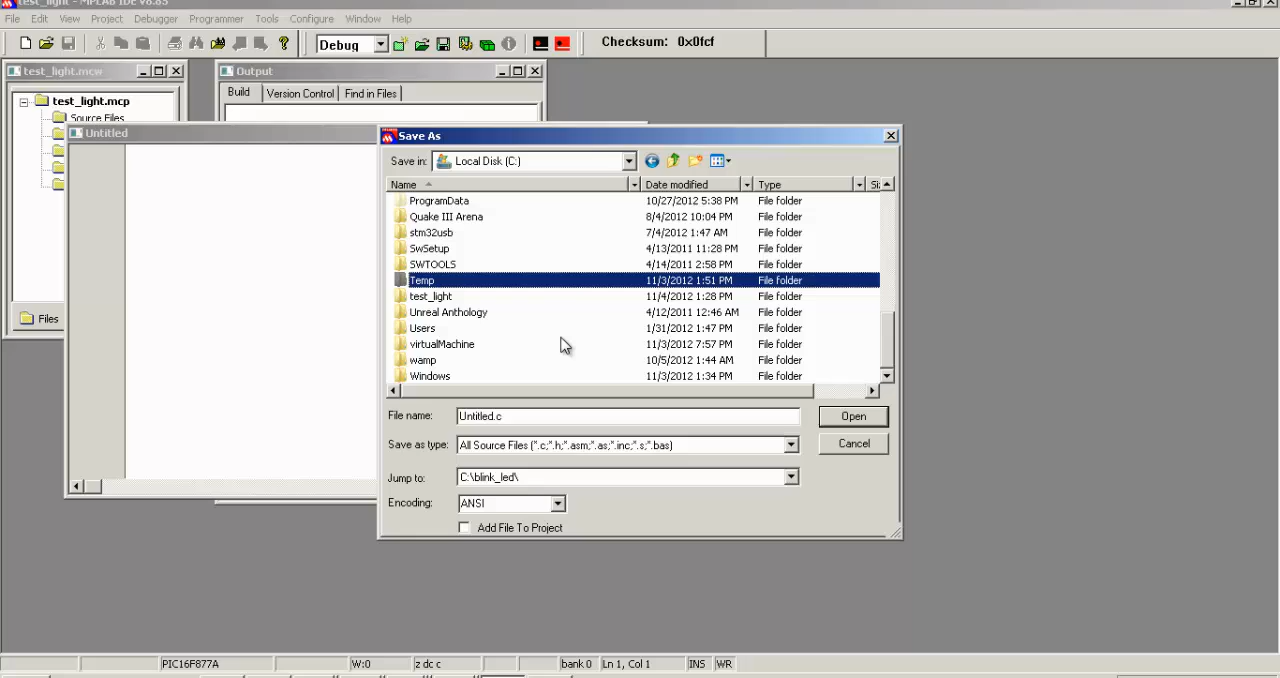 test_light - MPLAB IDE v8.85
File Edit View Project Debugger Programmer Tools Configure Window Help
Debug Checksum: 0x0fcf
test_light.mcw
Output
test_light.mcp
Build Version Control Find in Files
Source Files
Untitled
Save As
Save in: Local Disk (C:)
Name Date modified Type Si
ProgramData 10/27/2012 5:38 PM File folder
Quake III Arena 8/4/2012 10:04 PM File folder
stm32usb 7/4/2012 1:47 AM File folder
SwSetup 4/13/2011 11:28 PM File folder
SWTOOLS 4/14/2011 2:58 PM File folder
Temp 11/3/2012 1:51 PM File folder
test_light 11/4/2012 1:28 PM File folder
Unreal Anthology 4/12/2011 12:46 AM File folder
Users 1/31/2012 1:47 PM File folder
virtualMachine 11/3/2012 7:57 PM File folder
wamp 10/5/2012 1:44 AM File folder
Windows 11/3/2012 1:34 PM File folder
Files
File name: Untitled.c Open
Save as type: All Source Files (*.c;*.h;*.asm;*.as;*.inc;*.s;*.bas) Cancel
Jump to: C:\blink_led\
Encoding: ANSI
Add File To Project
PIC16F877A W:0 z dc c bank 0 Ln 1, Col 1 INS WR